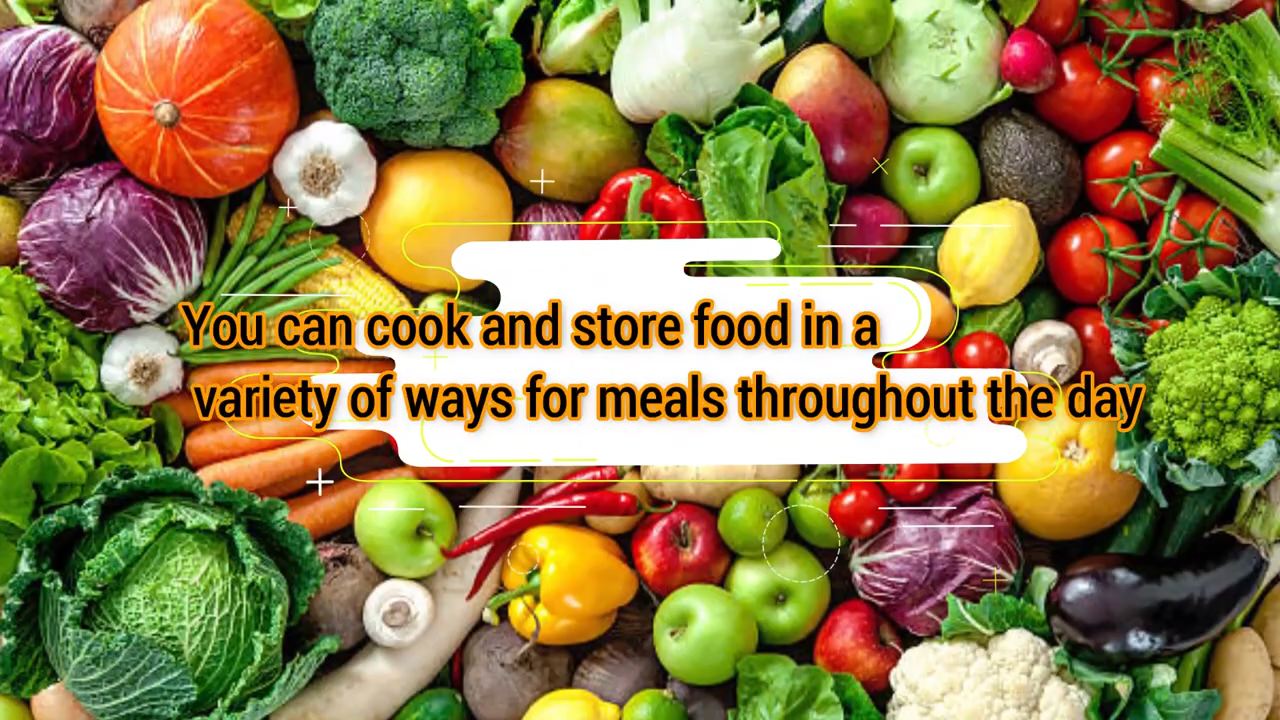 You can cook and store food in a
variety of ways for meals throughout the day